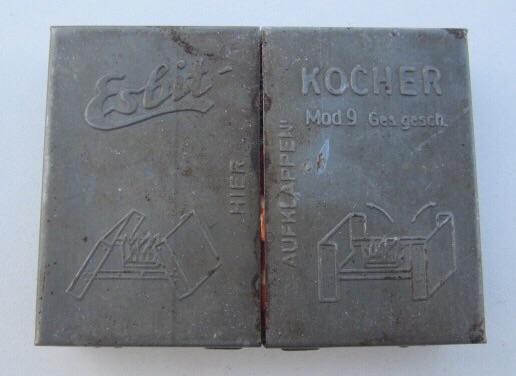 Esbit-
KOCHER
Mod.9 Ges.gesch.
HIER
AUFKLAPPEN!